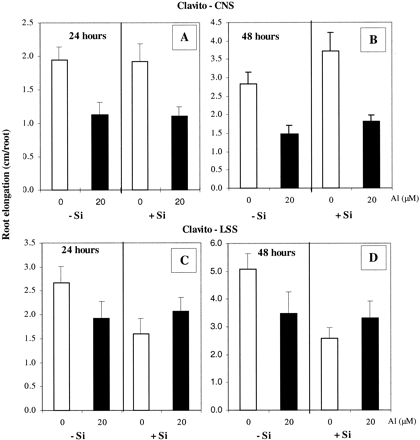 Clavito - CNS
Root elongation (cm/root)
24 hours
A
2.5
2.0
1.5
1.0
0.5
0.0
0 20 0 20
- Si + Si
48 hours
B
5.0
4.5
4.0
3.5
3.0
2.5
2.0
1.5
1.0
0.5
0.0
0 20 0 20 Al (μM)
- Si + Si
Clavito - LSS
24 hours
C
3.5
3.0
2.5
2.0
1.5
1.0
0.5
0.0
0 20 0 20
- Si + Si
48 hours
D
6.0
5.0
4.0
3.0
2.0
1.0
0.0
0 20 0 20 Al (μM)
- Si + Si